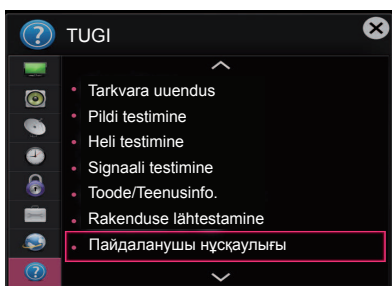 TUGI
Tarkvara uuendus
Pildi testimine
Heli testimine
Signaali testimine
Toode/Teenusinfo.
Rakenduse lähtestamine
Пайдаланушы нұсқаулығы